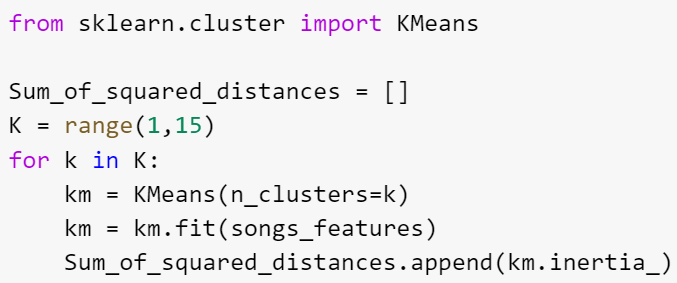 from sklearn.cluster import KMeans
Sum_of_squared_distances = []
K = range(1,15)
for k in K:
    km = KMeans(n_clusters=k)
    km = km.fit(songs_features)
    Sum_of_squared_distances.append(km.inertia_)